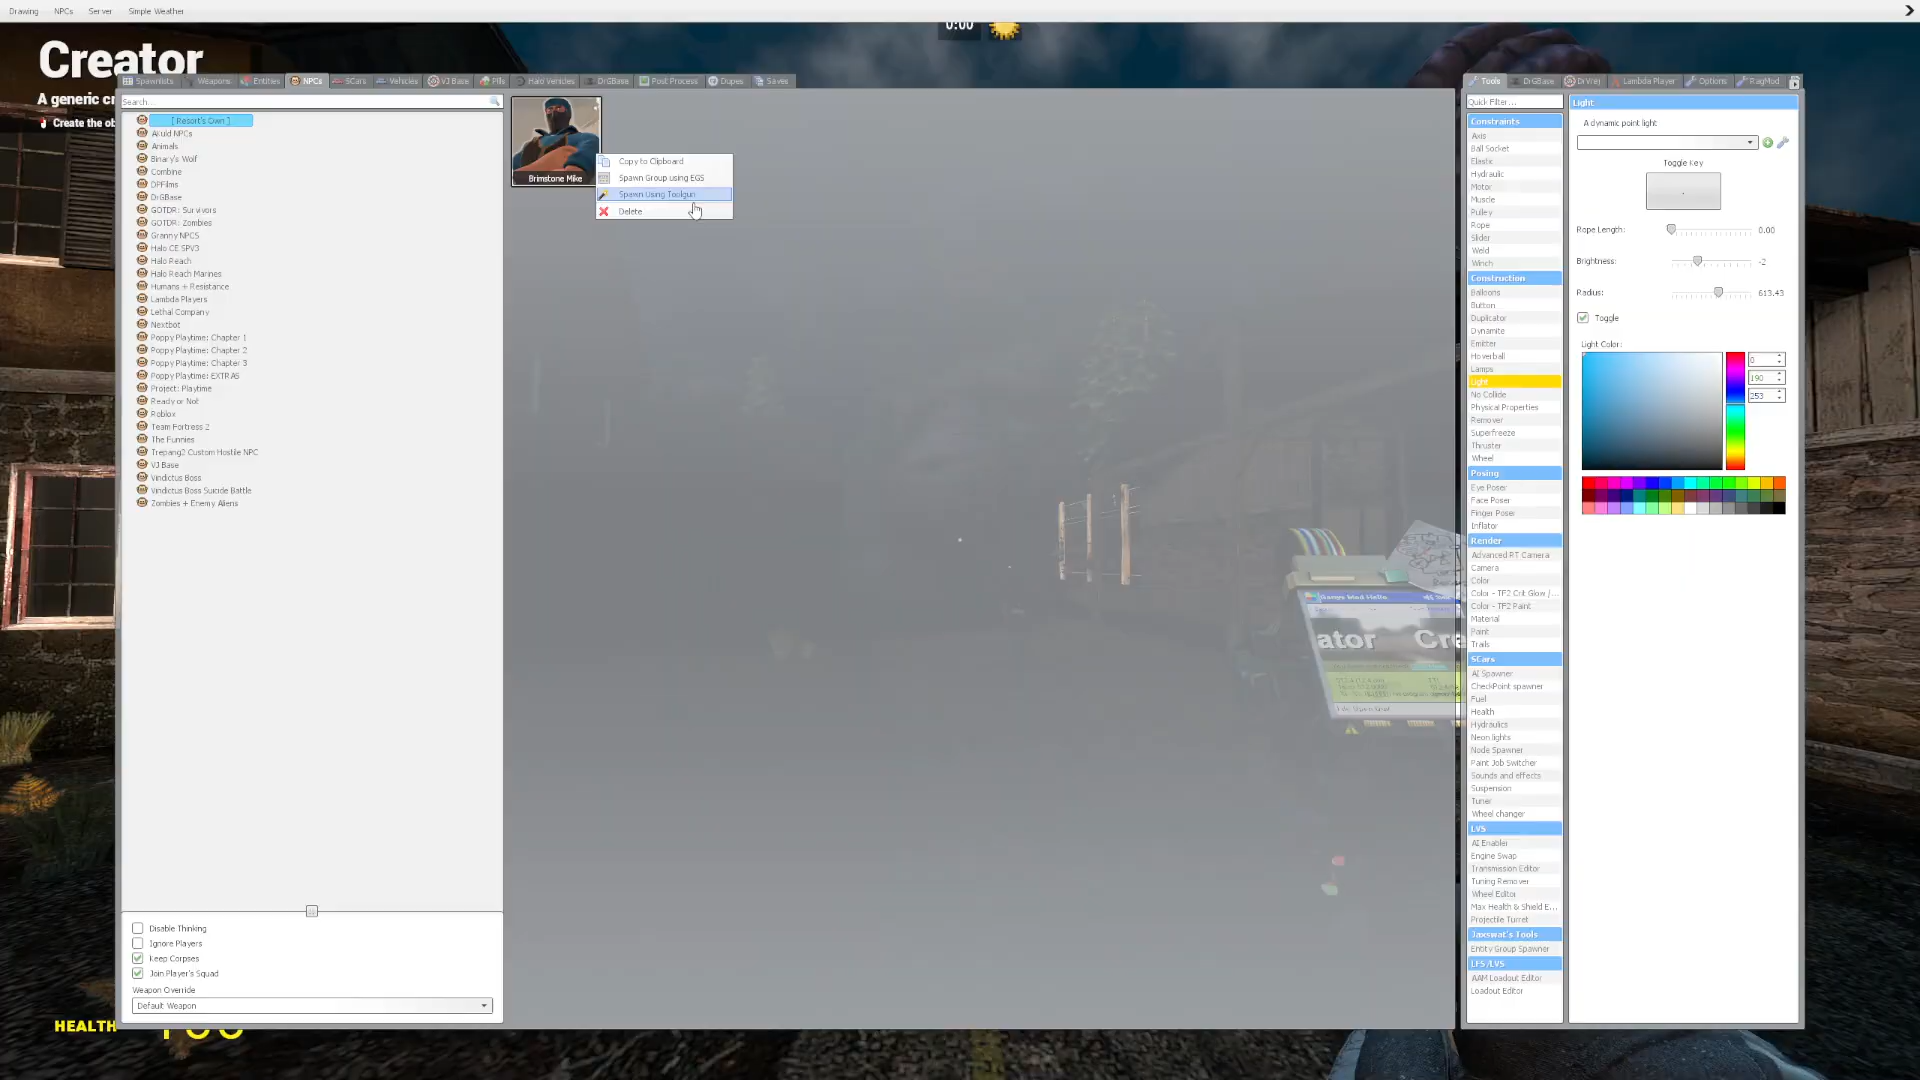 Drawing NPCs Server Simple Weather
0:00
Creator
A generic cr
Create the ob
Spawnlists Weapons Entities NPCs SCars Vehicles VJ Base Pills Halo Vehicles DrGBase Post Process Dupes Saves
Search...
[ Resort's Own ]
Animals
Binary's Wolf
Combine
DPFilms
DrGBase
GOTDR: Survivors
GOTDR: Zombies
Granny NPCS
Halo CE SPV3
Halo Reach
Halo Reach Marines
Humans + Resistance
Lambda Players
Lethal Company
Nextbot
Poppy Playtime: Chapter 1
Poppy Playtime: Chapter 2
Poppy Playtime: Chapter 3
Poppy Playtime: EXTRAS
Project: Playtime
Ready or Not
Roblox
Team Fortress 2
The Funnies
Trepang2 Custom Hostile NPC
VJ Base
Vindictus Boss
Vindictus Boss Suicide Battle
Zombies + Enemy Aliens
Disable Thinking
Ignore Players
Keep Corpses
Join Player's Squad
Weapon Override
Default Weapon
HEALTH
Brimstone Mike
Copy to Clipboard
Spawn Group using EGS
Spawn Using Toolgun
Delete
ator Cre
Tools DrGBase DrVrej Lambda Player Options RagMod
Quick Filter...
Constraints
Axis
Ball Socket
Elastic
Hydraulic
Motor
Muscle
Pulley
Rope
Slider
Weld
Winch
Construction
Balloons
Button
Duplicator
Dynamite
Emitter
Hoverball
Lamps
Light
No Collide
Physical Properties
Remover
Superfreeze
Thruster
Wheel
Posing
Eye Poser
Face Poser
Finger Poser
Inflator
Render
Advanced RT Camera
Camera
Color
Color - TF2 Crit Glow /...
Color - TF2 Paint
Material
Paint
Trails
SCars
AI Spawner
CheckPoint spawner
Fuel
Health
Hydraulics
Neon lights
Node Spawner
Paint Job Switcher
Sounds and effects
Suspension
Tuner
Wheel changer
LVS
AI Enabler
Engine Swap
Transmission Editor
Tuning Remover
Wheel Editor
Max Health & Shield E...
Projectile Turret
Jaxswat's Tools
Entity Group Spawner
LFS /LVS
AAM Loadout Editor
Loadout Editor
Light
A dynamic point light
Toggle Key
Rope Length: 0.00
Brightness: -2
Radius: 613.43
Toggle
Light Color:
0
190
253